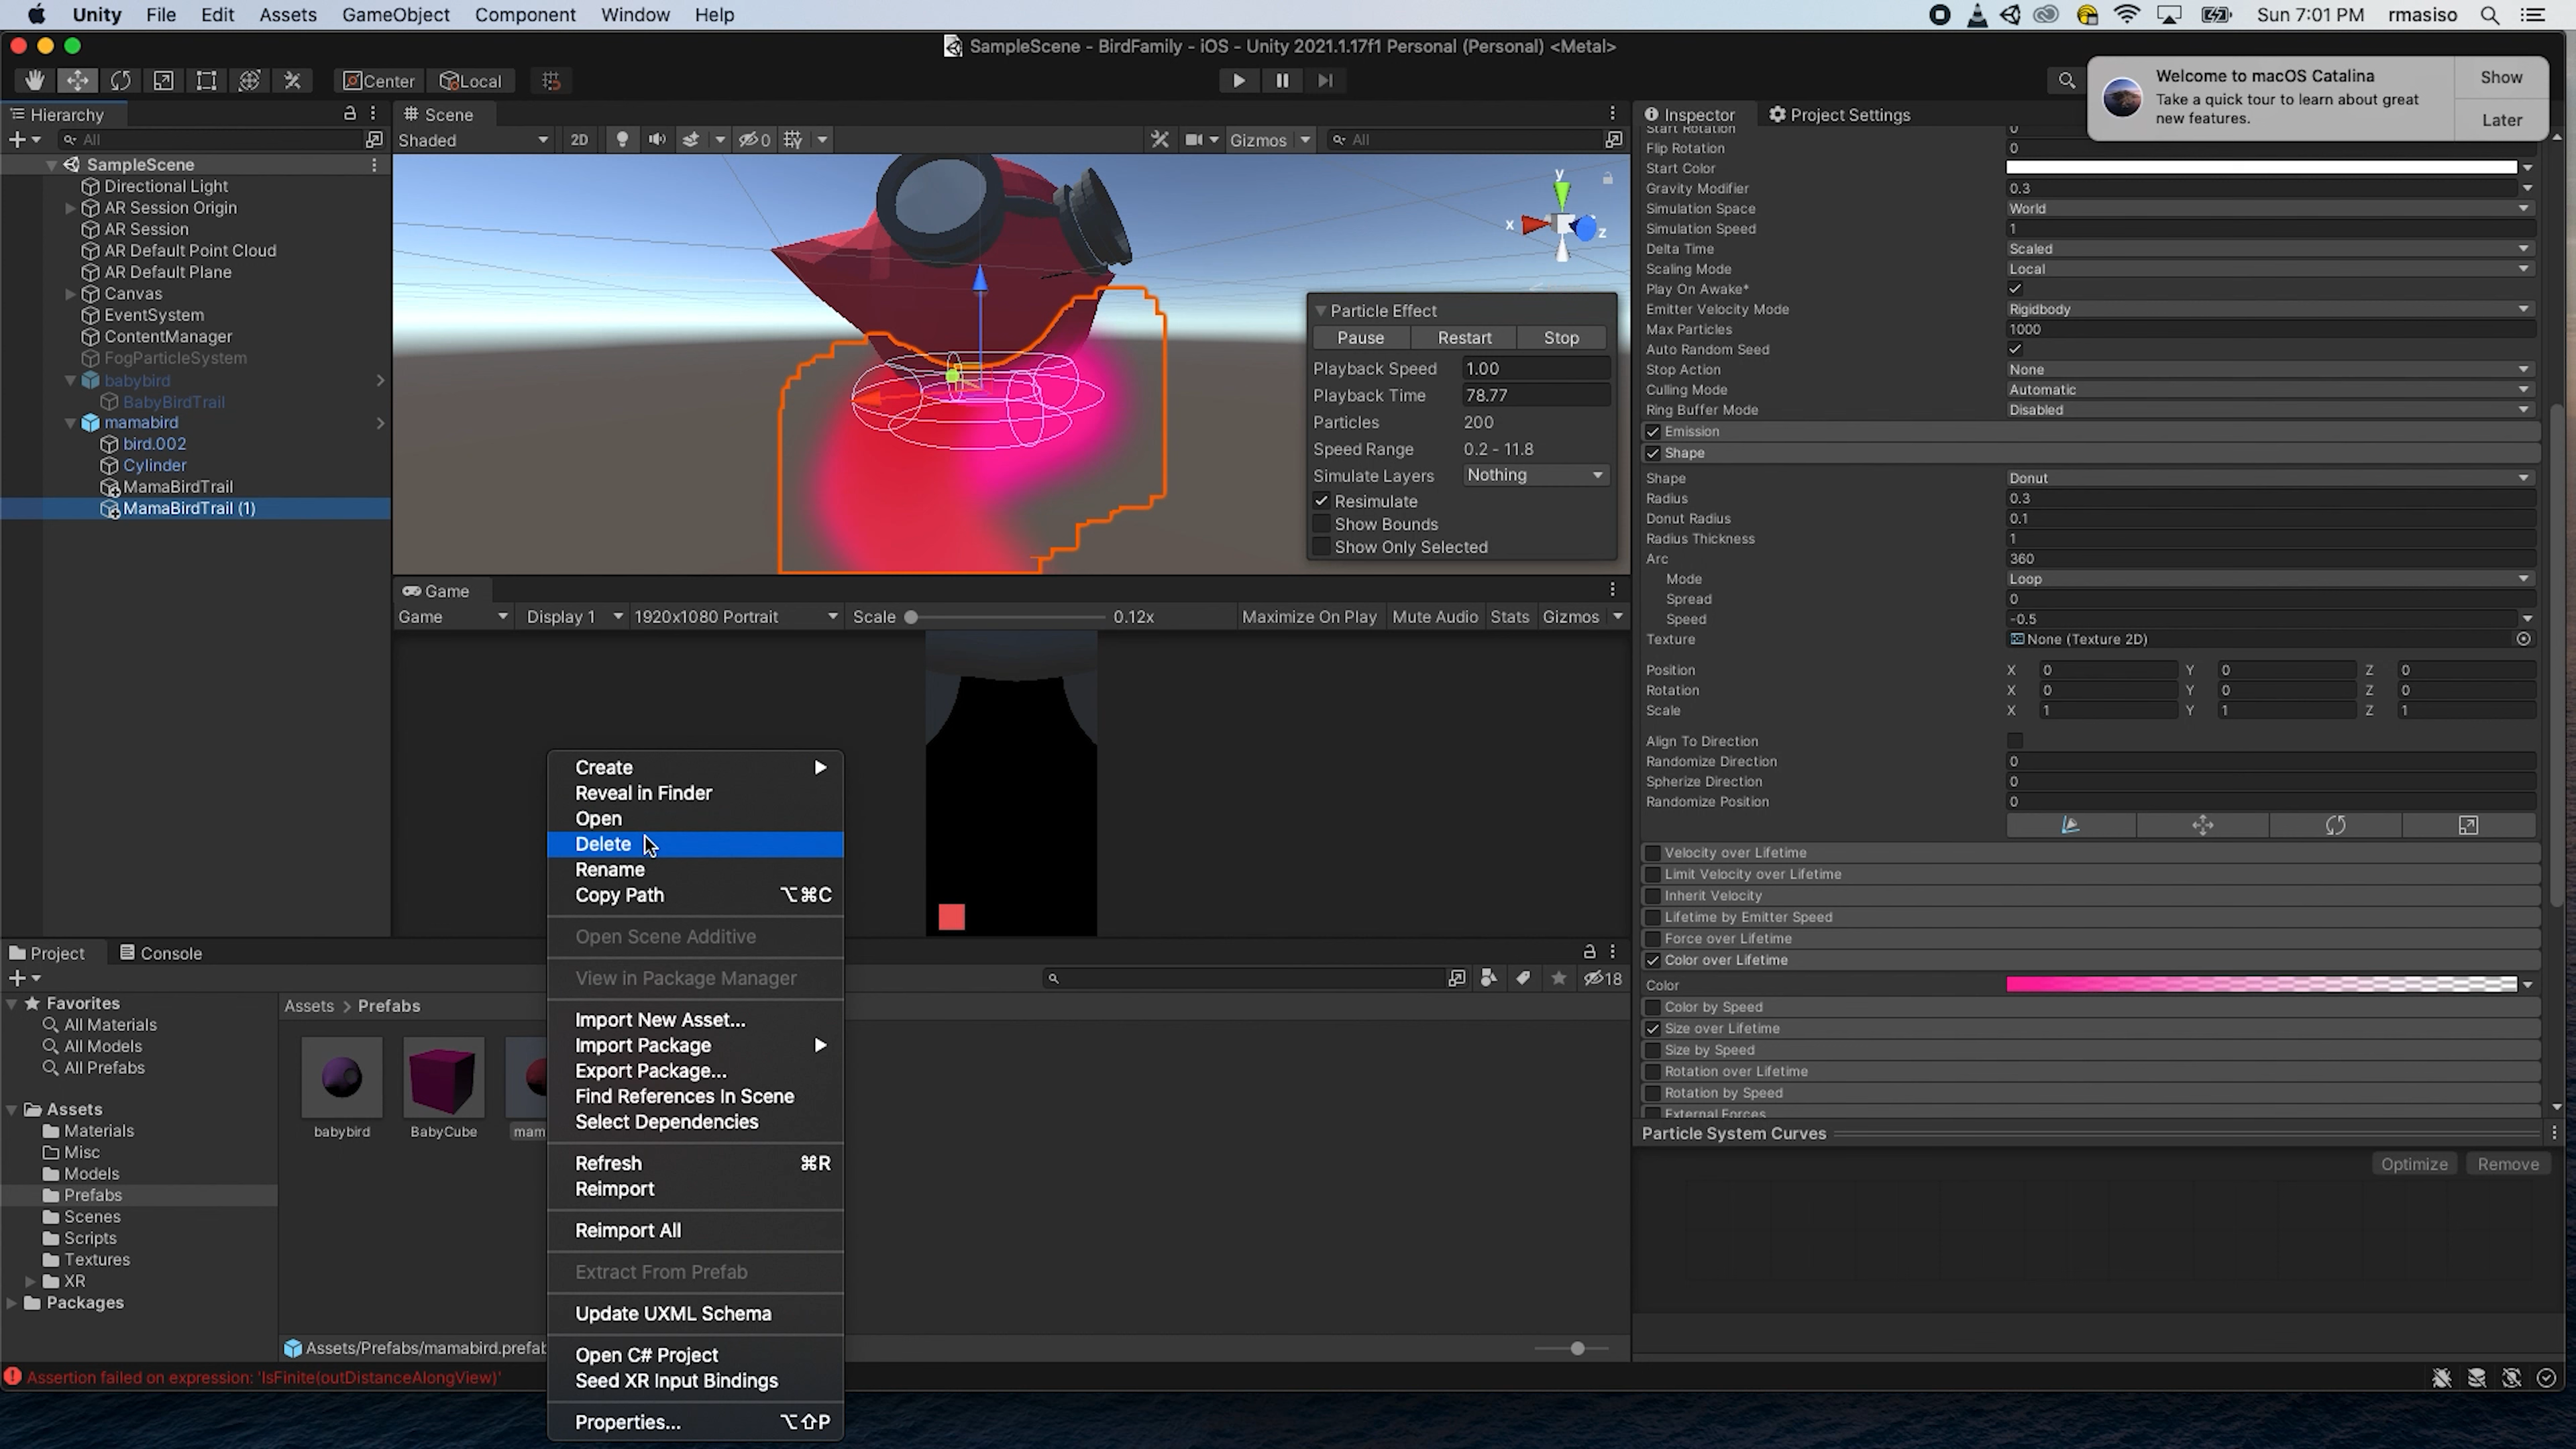 Unity File Edit Assets GameObject Component Window Help Sun 7:01 PM rmasiso
SampleScene - BirdFamily - iOS - Unity 2021.1.17f1 Personal (Personal) <Metal>
Center Local
Welcome to macOS Catalina
Take a quick tour to learn about great
new features.
Show
Later
Hierarchy
All
SampleScene
Directional Light
AR Session Origin
AR Session
AR Default Point Cloud
AR Default Plane
Canvas
EventSystem
ContentManager
FogParticleSystem
babybird
BabyBirdTrail
mamabird
bird.002
Cylinder
MamaBirdTrail
MamaBirdTrail (1)
Scene
Shaded 2D 0 Gizmos All
y
x
z
Particle Effect
Pause Restart Stop
Playback Speed 1.00
Playback Time 78.77
Particles 200
Speed Range 0.2 - 11.8
Simulate Layers Nothing
Resimulate
Show Bounds
Show Only Selected
Game
Game Display 1 1920x1080 Portrait Scale 0.12x Maximize On Play Mute Audio Stats Gizmos
Inspector Project Settings
Start Rotation 0
Flip Rotation 0
Start Color
Gravity Modifier 0.3
Simulation Space World
Simulation Speed 1
Delta Time Scaled
Scaling Mode Local
Play On Awake*
Emitter Velocity Mode Rigidbody
Max Particles 1000
Auto Random Seed
Stop Action None
Culling Mode Automatic
Ring Buffer Mode Disabled
Emission
Shape
Shape Donut
Radius 0.3
Donut Radius 0.1
Radius Thickness 1
Arc 360
Mode Loop
Spread 0
Speed -0.5
Texture None (Texture 2D)
Position X 0 Y 0 Z 0
Rotation X 0 Y 0 Z 0
Scale X 1 Y 1 Z 1
Align To Direction
Randomize Direction 0
Spherize Direction 0
Randomize Position 0
Velocity over Lifetime
Limit Velocity over Lifetime
Inherit Velocity
Lifetime by Emitter Speed
Force over Lifetime
Color over Lifetime
Color
Color by Speed
Size over Lifetime
Size by Speed
Rotation over Lifetime
Rotation by Speed
External Forces
Particle System Curves
Optimize Remove
Create
Reveal in Finder
Open
Delete
Rename
Copy Path ⌥⌘C
Open Scene Additive
View in Package Manager
Import New Asset...
Import Package
Export Package...
Find References In Scene
Select Dependencies
Refresh ⌘R
Reimport
Reimport All
Extract From Prefab
Update UXML Schema
Open C# Project
Seed XR Input Bindings
Properties... ⌥⇧P
Project Console
18
Favorites
All Materials
All Models
All Prefabs
Assets
Materials
Misc
Models
Prefabs
Scenes
Scripts
Textures
XR
Packages
Assets > Prefabs
babybird BabyCube mam
Assets/Prefabs/mamabird.prefab
Assertion failed on expression: 'IsFinite(outDistanceAlongView)'